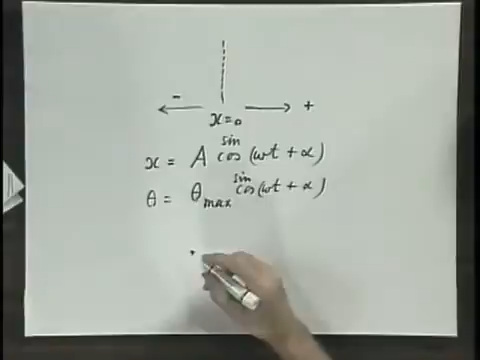 - +
x=0
sin
x = A cos(ωt + α)
sin
θ = θmax cos(ωt + α)